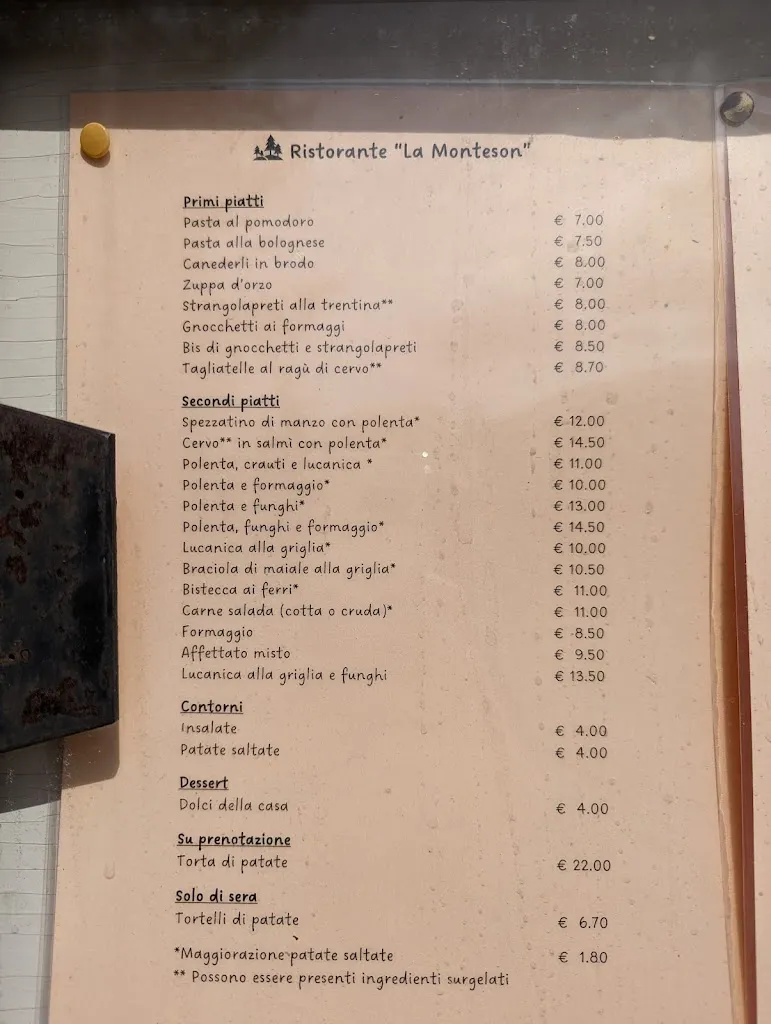 Ristorante "La Monteson"
Primi piatti
Pasta al pomodoro € 7.00
Pasta alla bolognese € 7.50
Canederli in brodo € 8.00
Zuppa d'orzo € 7.00
Strangolapreti alla trentina** € 8.00
Gnocchetti ai formaggi € 8.00
Bis di gnocchetti e strangolapreti € 8.50
Tagliatelle al ragù di cervo** € 8.70
Secondi piatti
Spezzatino di manzo con polenta* € 12.00
Cervo** in salmì con polenta* € 14.50
Polenta, crauti e lucanica * € 11.00
Polenta e formaggio* € 10.00
Polenta e funghi* € 13.00
Polenta, funghi e formaggio* € 14.50
Lucanica alla griglia* € 10.00
Braciola di maiale alla griglia* € 10.50
Bistecca ai ferri* € 11.00
Carne salada (cotta o cruda)* € 11.00
Formaggio € 8.50
Affettato misto € 9.50
Lucanica alla griglia e funghi € 13.50
Contorni
Insalate € 4.00
Patate saltate € 4.00
Dessert
Dolci della casa € 4.00
Su prenotazione
Torta di patate € 22.00
Solo di sera
Tortelli di patate € 6.70
*Maggiorazione patate saltate € 1.80
** Possono essere presenti ingredienti surgelati